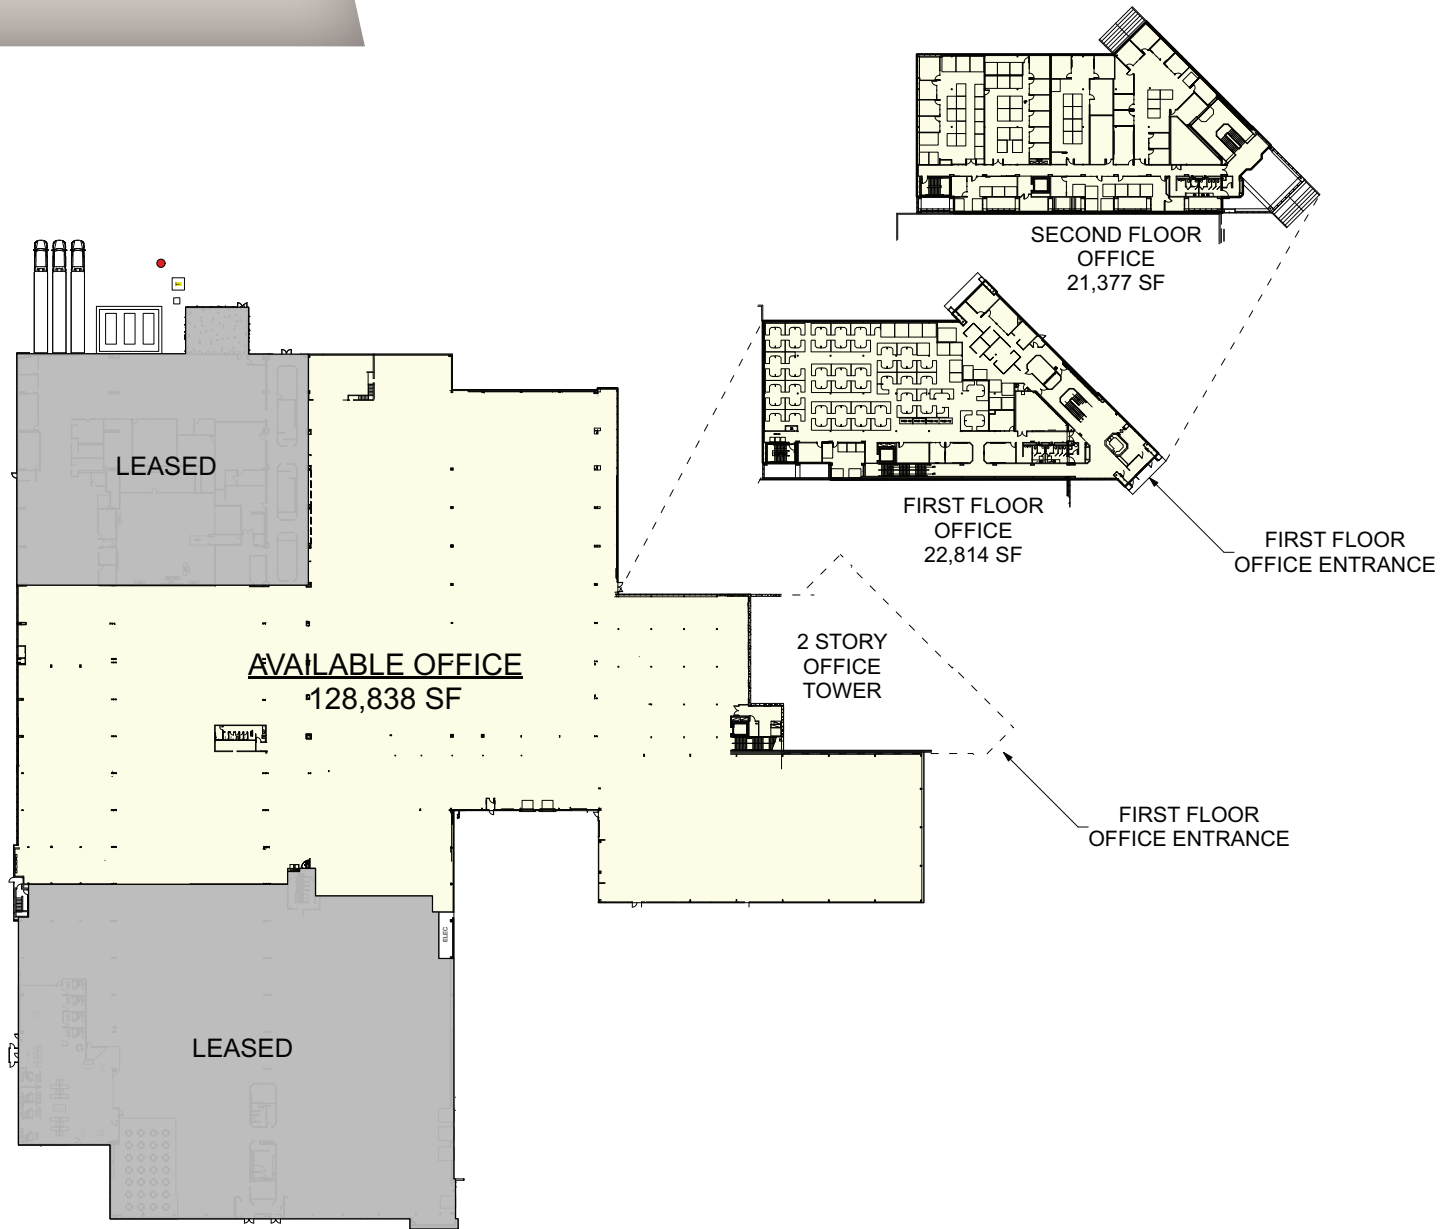 SECOND FLOOR
OFFICE
21,377 SF
LEASED
FIRST FLOOR
OFFICE
22,814 SF
FIRST FLOOR
OFFICE ENTRANCE
AVAILABLE OFFICE
128,838 SF
2 STORY
OFFICE
TOWER
FIRST FLOOR
OFFICE ENTRANCE
ELEC
LEASED